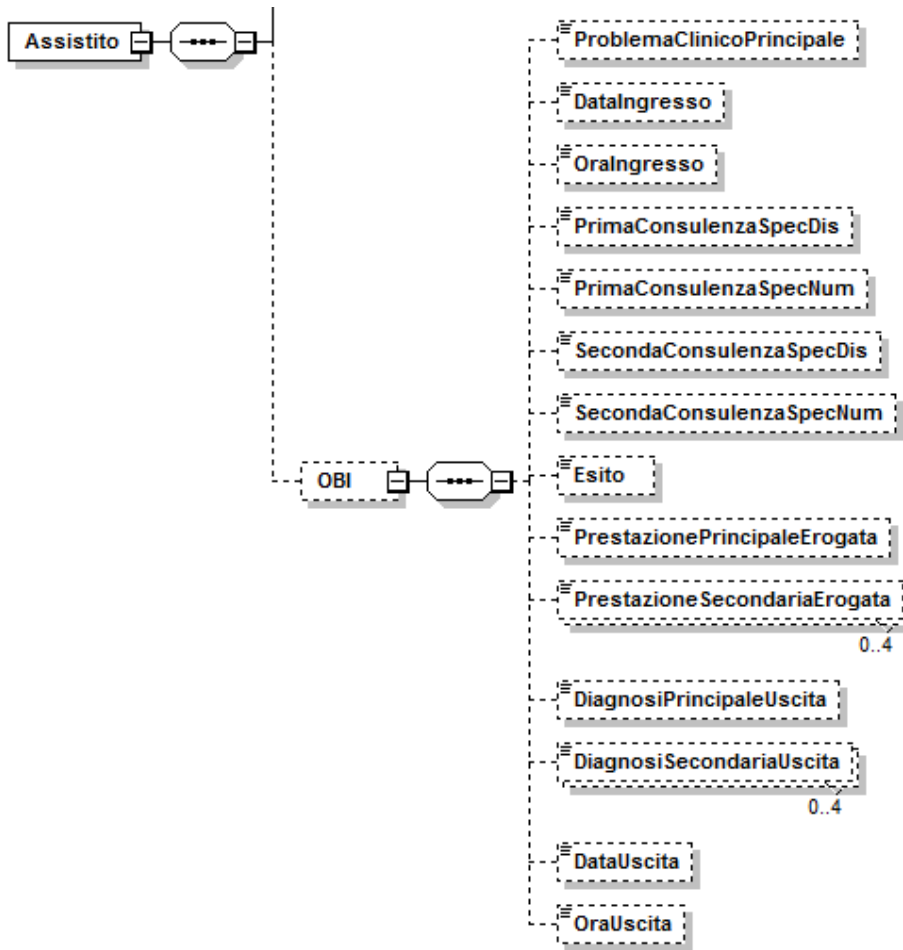 Assistito
ProblemaClinicoPrincipale
DataIngresso
OraIngresso
PrimaConsulenzaSpecDis
PrimaConsulenzaSpecNum
SecondaConsulenzaSpecDis
SecondaConsulenzaSpecNum
OBI
Esito
PrestazionePrincipaleErogata
PrestazioneSecondariaErogata
0..4
DiagnosiPrincipaleUscita
DiagnosiSecondariaUscita
0..4
DataUscita
OraUscita